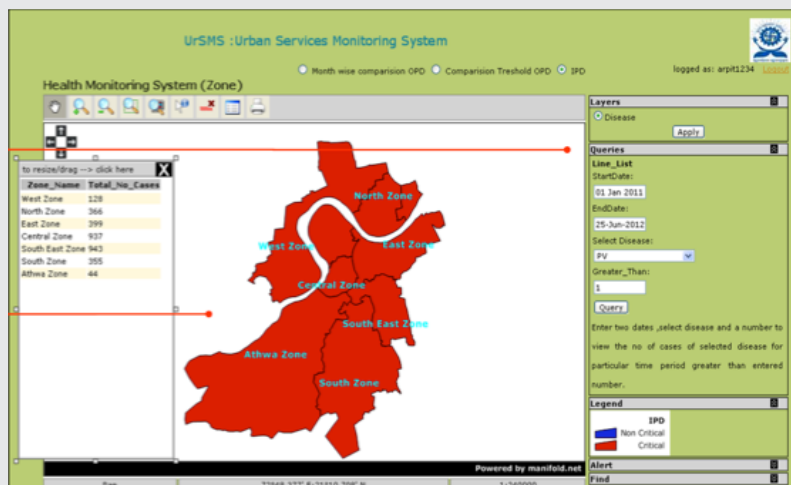 UrSMS :Urban Services Monitoring System
Month wise comparision OPD Comparision Treshold OPD IPD
logged as: arpit1234 Logout
Health Monitoring System (Zone)
to resize/drag --> click here X
Zone_Name Total_No_Cases
West Zone 128
North Zone 366
East Zone 399
Central Zone 937
South East Zone 943
South Zone 355
Athwa Zone 44
North Zone
West Zone
East Zone
Central Zone
South East Zone
Athwa Zone
South Zone
Powered by manifold.net
Layers
Disease
Apply
Queries
Line_List
StartDate:
01 Jan 2011
EndDate:
25-Jun-2012
Select Disease:
PV
Greater_Than:
1
Query
Enter two dates ,select disease and a number to
view the no of cases of selected disease for
particular time period greater than entered
number.
Legend
IPD
Non Critical
Critical
Alert
Find